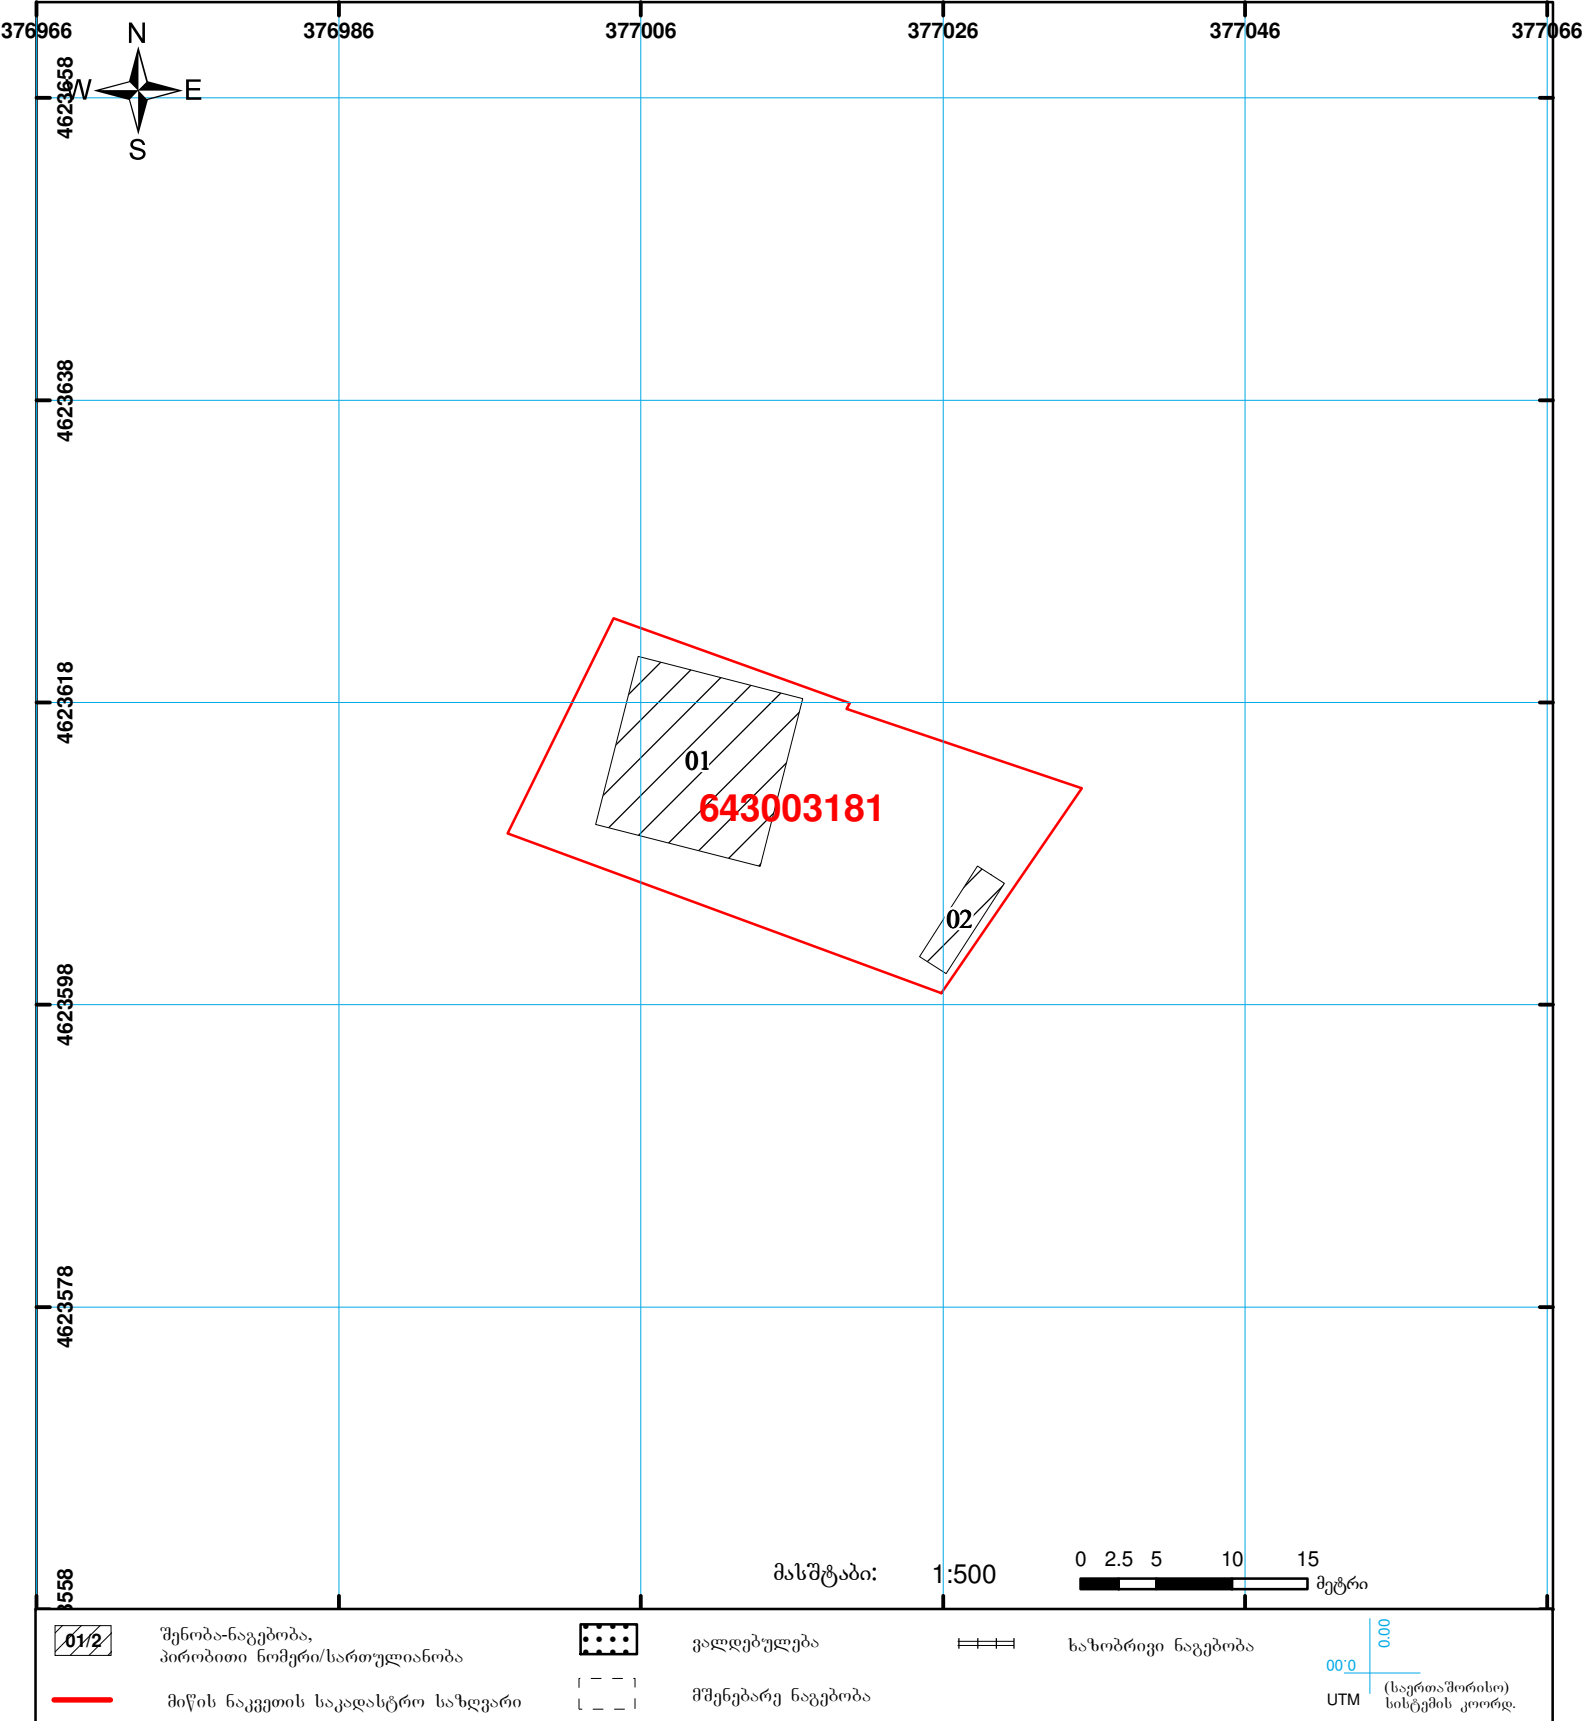 376966 376986 377006 377026 377046 377066
N
W E
S
4623658
4623638
4623618
4623598
4623578
3558
01
643003181
02
მასშტაბი: 1:500
0 2.5 5 10 15
მეტრი
01/2
შენობა-ნაგებობა,
პირობითი ნომერი/სართულიანობა
მიწის ნაკვეთის საკადასტრო საზღვარი
ვალდებულება
მშენებარე ნაგებობა
ხაზობრივი ნაგებობა
0.00
0.00
UTM
(საერთაშორისო)
სისტემის კოორდ.